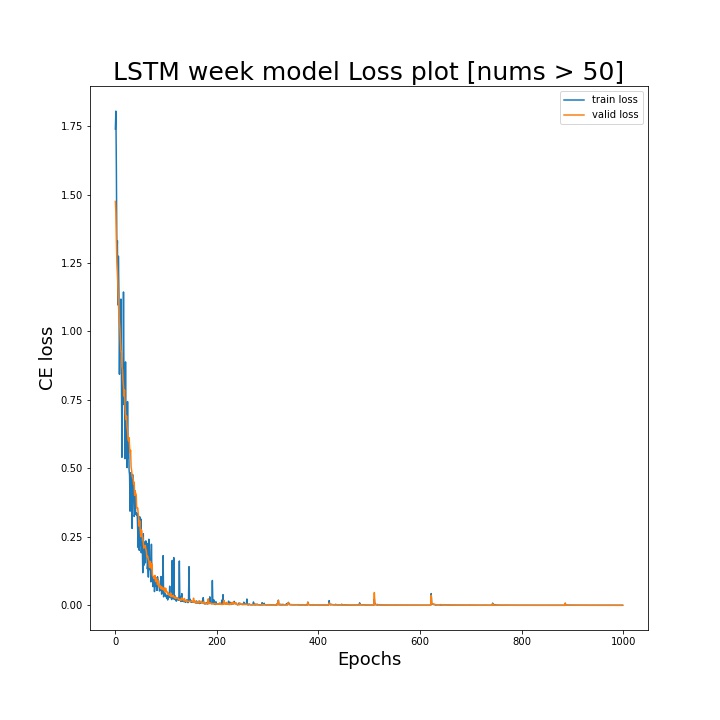 LSTM week model Loss plot [nums > 50]
train loss
valid loss
1.75
1.50
1.25
1.00
0.75
0.50
0.25
0.00
CE loss
0
200
400
600
800
1000
Epochs